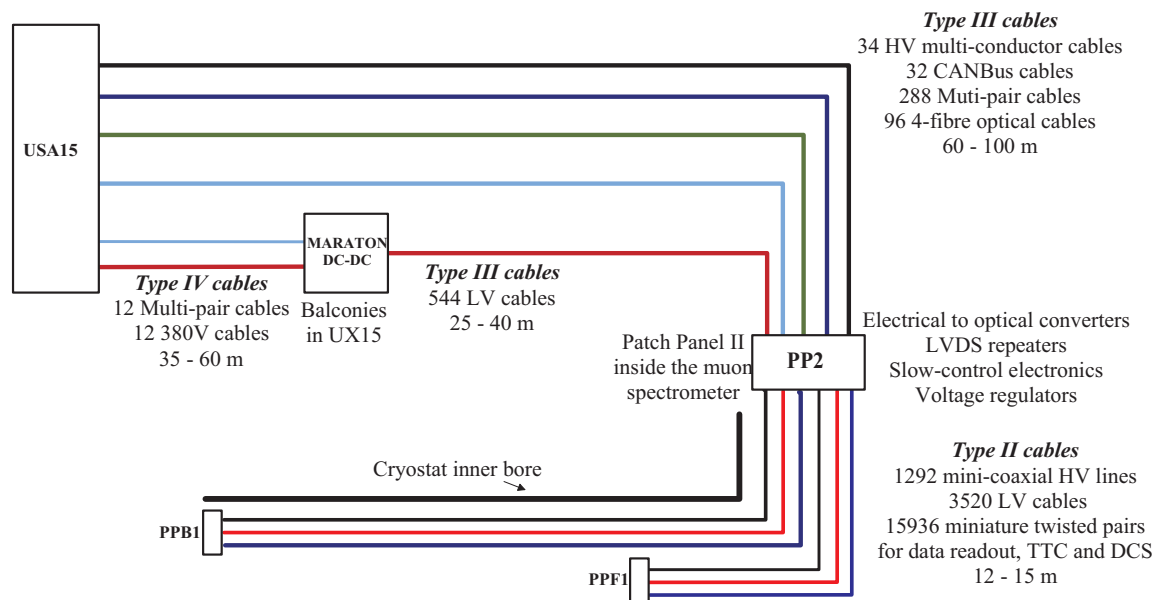 Type III cables
34 HV multi-conductor cables
32 CANBus cables
288 Muti-pair cables
96 4-fibre optical cables
60 - 100 m
USA15
MARATON
DC-DC
Type IV cables
12 Multi-pair cables
12 380V cables
35 - 60 m
Balconies
in UX15
Type III cables
544 LV cables
25 - 40 m
Patch Panel II
inside the muon
spectrometer
PP2
Electrical to optical converters
LVDS repeaters
Slow-control electronics
Voltage regulators
Type II cables
1292 mini-coaxial HV lines
3520 LV cables
15936 miniature twisted pairs
for data readout, TTC and DCS
12 - 15 m
Cryostat inner bore
PPB1
PPF1